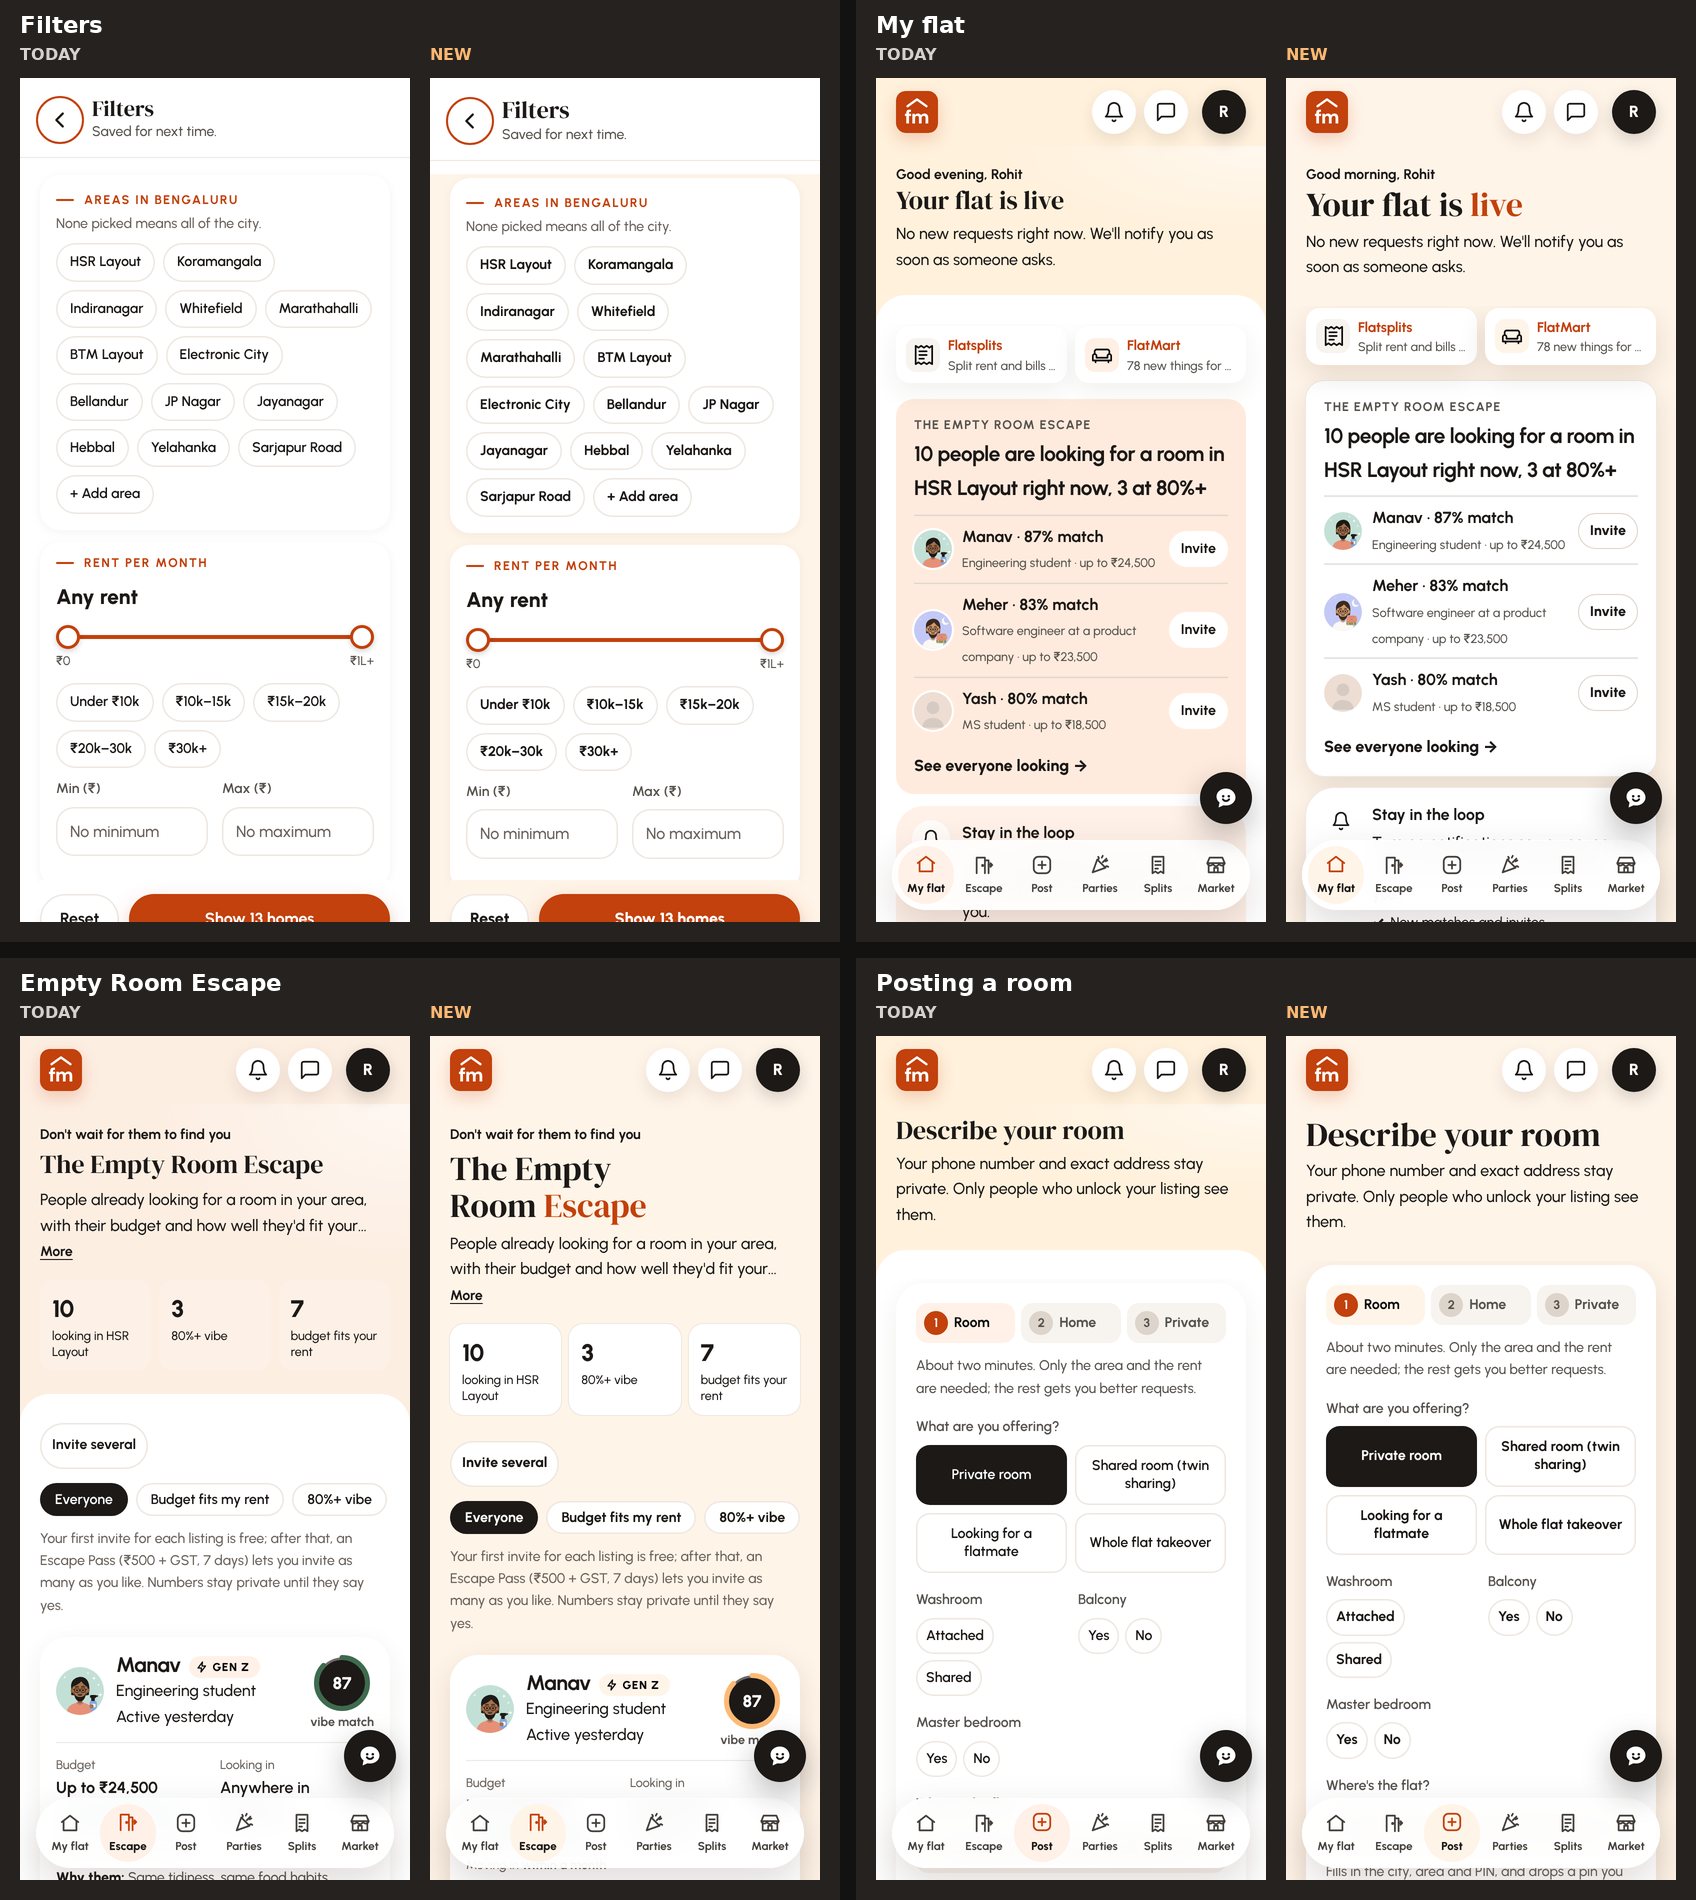 Filters
TODAY
Filters
Saved for next time.
AREAS IN BENGALURU
None picked means all of the city.
HSR Layout Koramangala
Indiranagar Whitefield Marathahalli
BTM Layout Electronic City
Bellandur JP Nagar Jayanagar
Hebbal Yelahanka Sarjapur Road
+ Add area
RENT PER MONTH
Any rent
₹0 ₹1L+
Under ₹10k ₹10k–15k ₹15k–20k
₹20k–30k ₹30k+
Min (₹) Max (₹)
No minimum No maximum
Reset Show 13 homes
NEW
Filters
Saved for next time.
AREAS IN BENGALURU
None picked means all of the city.
HSR Layout Koramangala
Indiranagar Whitefield
Marathahalli BTM Layout
Electronic City Bellandur JP Nagar
Jayanagar Hebbal Yelahanka
Sarjapur Road + Add area
RENT PER MONTH
Any rent
₹0 ₹1L+
Under ₹10k ₹10k–15k ₹15k–20k
₹20k–30k ₹30k+
Min (₹) Max (₹)
No minimum No maximum
Reset Show 13 homes
My flat
TODAY
fm R
Good evening, Rohit
Your flat is live
No new requests right now. We'll notify you as
soon as someone asks.
Flatsplits FlatMart
Split rent and bills ... 78 new things for ...
THE EMPTY ROOM ESCAPE
10 people are looking for a room in
HSR Layout right now, 3 at 80%+
Manav · 87% match
Engineering student · up to ₹24,500
Invite
Meher · 83% match
Software engineer at a product
company · up to ₹23,500
Invite
Yash · 80% match
MS student · up to ₹18,500
Invite
See everyone looking →
Stay in the loop
My flat Escape Post Parties Splits Market
you.
NEW
fm R
Good morning, Rohit
Your flat is live
No new requests right now. We'll notify you as
soon as someone asks.
Flatsplits FlatMart
Split rent and bills ... 78 new things for ...
THE EMPTY ROOM ESCAPE
10 people are looking for a room in
HSR Layout right now, 3 at 80%+
Manav · 87% match
Engineering student · up to ₹24,500
Invite
Meher · 83% match
Software engineer at a product
company · up to ₹23,500
Invite
Yash · 80% match
MS student · up to ₹18,500
Invite
See everyone looking →
Stay in the loop
My flat Escape Post Parties Splits Market
New matches and invites
Empty Room Escape
TODAY
fm R
Don't wait for them to find you
The Empty Room Escape
People already looking for a room in your area,
with their budget and how well they'd fit your...
More
10 3 7
looking in HSR Layout 80%+ vibe budget fits your rent
Invite several
Everyone Budget fits my rent 80%+ vibe
Your first invite for each listing is free; after that, an
Escape Pass (₹500 + GST, 7 days) lets you invite as
many as you like. Numbers stay private until they say
yes.
Manav GEN Z
Engineering student
Active yesterday
87
vibe match
Budget Looking in
Up to ₹24,500 Anywhere in
My flat Escape Post Parties Splits Market
Why them: Same tidiness, same food habits
NEW
fm R
Don't wait for them to find you
The Empty
Room Escape
People already looking for a room in your area,
with their budget and how well they'd fit your...
More
10 3 7
looking in HSR Layout 80%+ vibe budget fits your rent
Invite several
Everyone Budget fits my rent 80%+ vibe
Your first invite for each listing is free; after that, an
Escape Pass (₹500 + GST, 7 days) lets you invite as
many as you like. Numbers stay private until they say
yes.
Manav GEN Z
Engineering student
Active yesterday
87
vibe m
Budget Looking in
My flat Escape Post Parties Splits Market
Posting a room
TODAY
fm R
Describe your room
Your phone number and exact address stay
private. Only people who unlock your listing see
them.
1 Room 2 Home 3 Private
About two minutes. Only the area and the rent
are needed; the rest gets you better requests.
What are you offering?
Private room Shared room (twin sharing)
Looking for a flatmate Whole flat takeover
Washroom Balcony
Attached Yes No
Shared
Master bedroom
Yes No
My flat Escape Post Parties Splits Market
NEW
fm R
Describe your room
Your phone number and exact address stay
private. Only people who unlock your listing see
them.
1 Room 2 Home 3 Private
About two minutes. Only the area and the rent
are needed; the rest gets you better requests.
What are you offering?
Private room Shared room (twin sharing)
Looking for a flatmate Whole flat takeover
Washroom Balcony
Attached Yes No
Shared
Master bedroom
Yes No
Where's the flat?
My flat Escape Post Parties Splits Market
Fills in the city, area and PIN, and drops a pin you